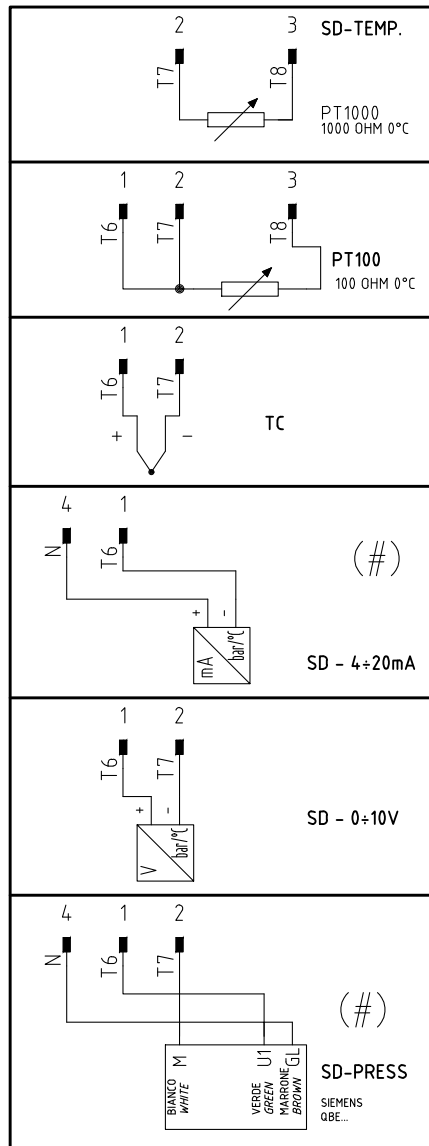 2 3 SD-TEMP.
T7 T8
PT1000
1000 OHM 0°C
1 2 3
T6 T7 T8
PT100
100 OHM 0°C
1 2
T6 T7
+ -
TC
4 1
N T6
(#)
+ -
mA bar/°C
SD - 4÷20mA
1 2
T6 T7
+ -
V bar/°C
SD - 0÷10V
4 1 2
N T6 T7
(#)
M U1 GL
BIANCO
WHITE
VERDE
GREEN
MARRONE
BROWN
SD-PRESS
SIEMENS
QBE...